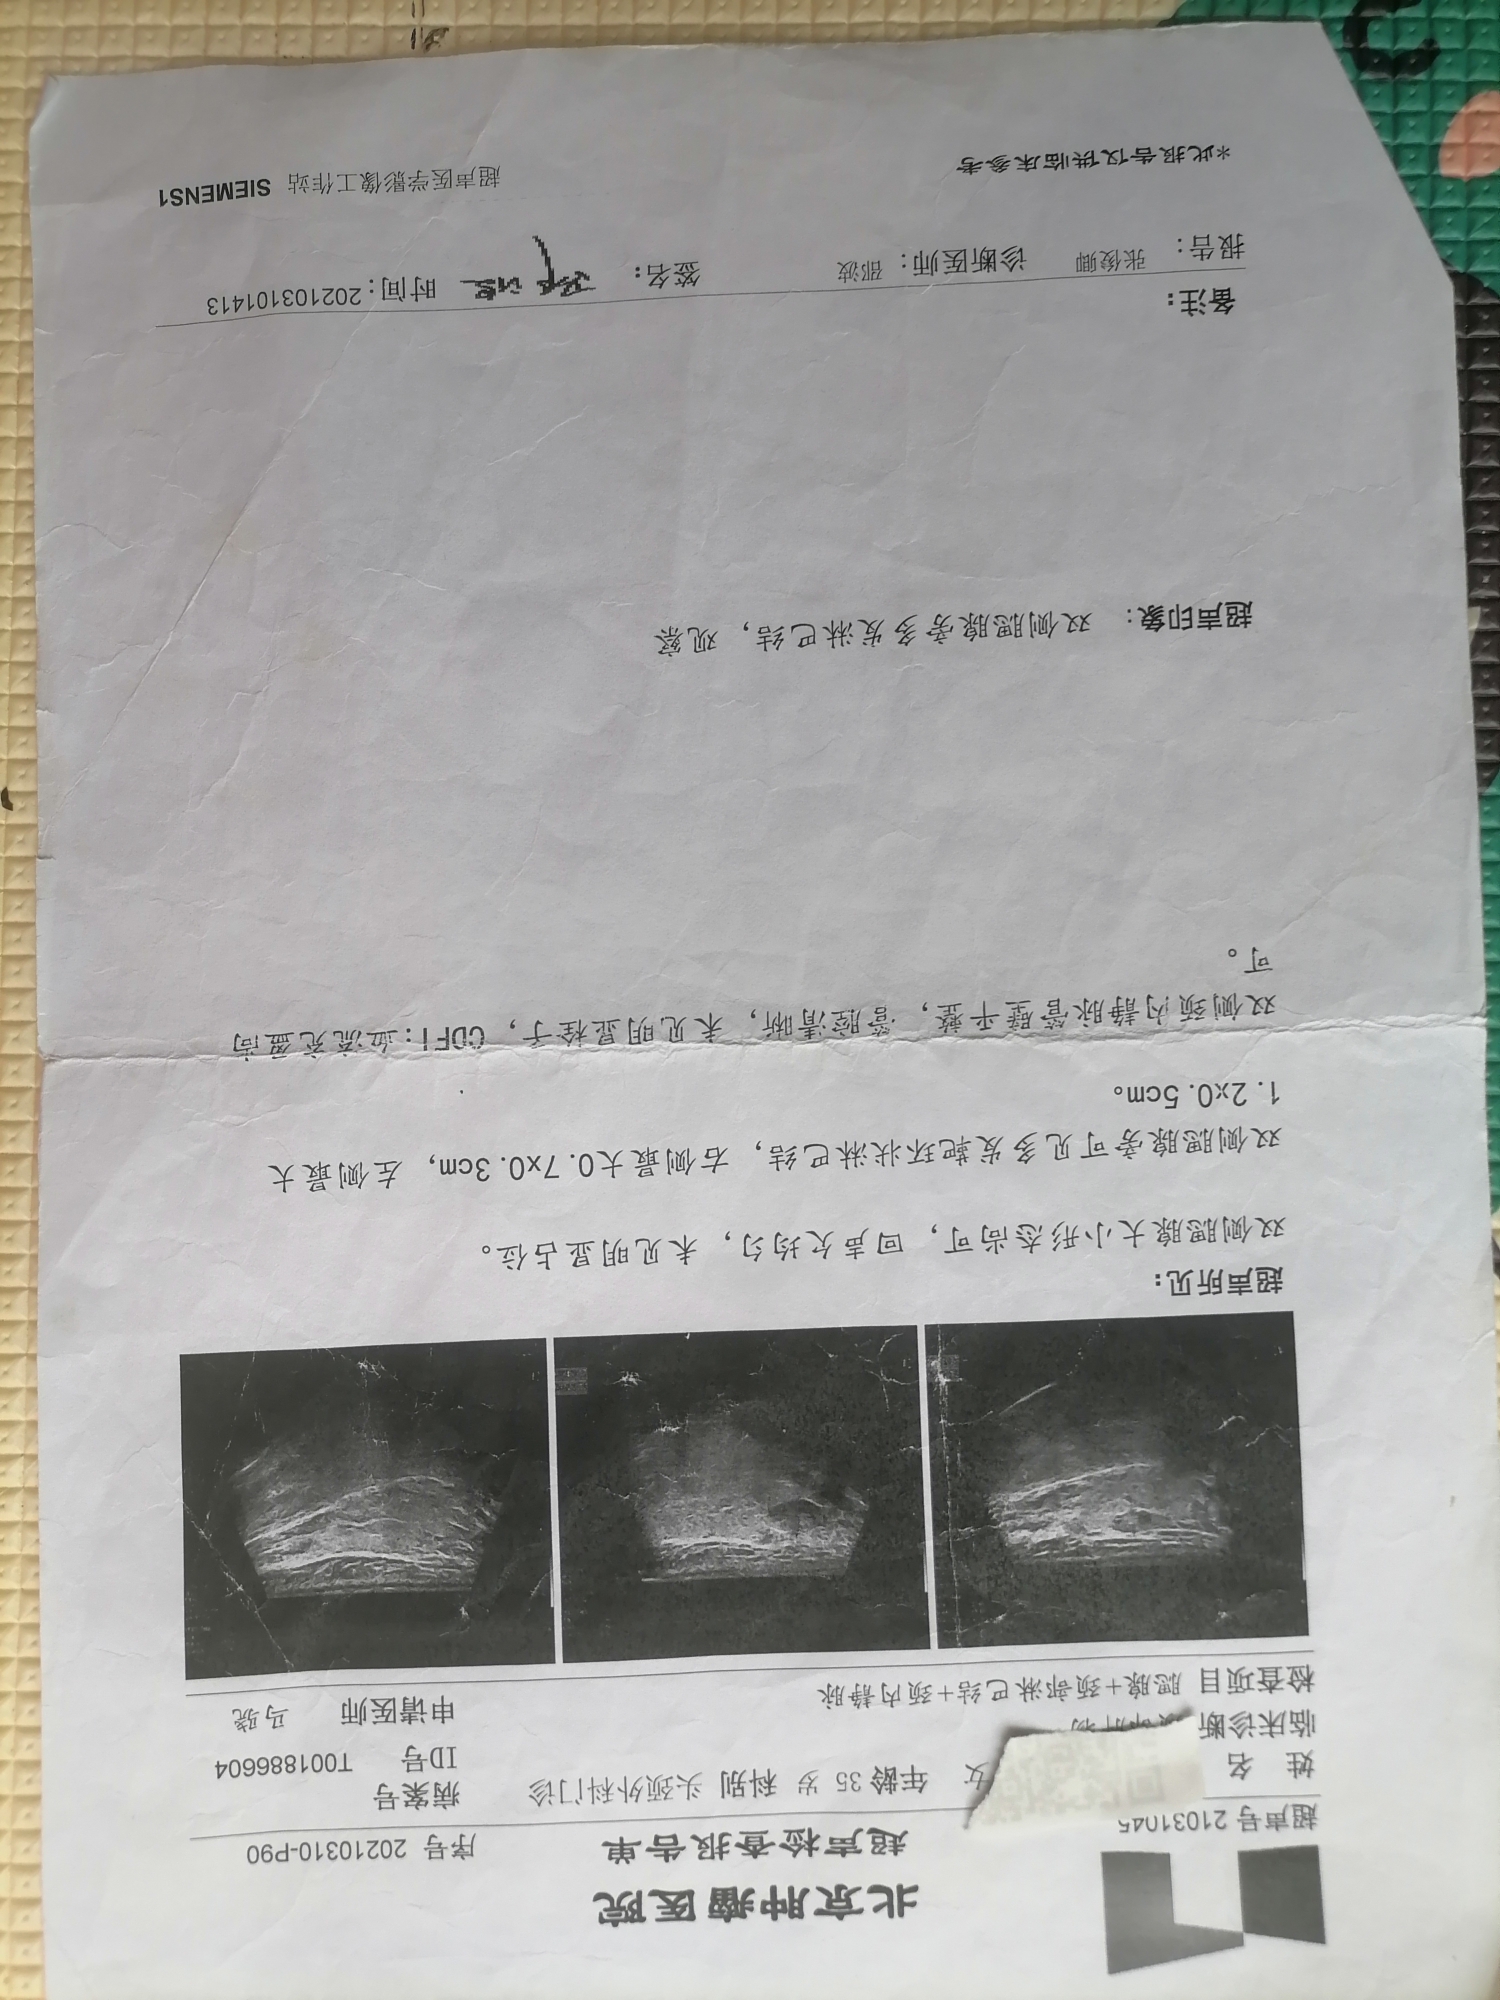 北京肿瘤医院
超声检查报告单
超声号 21031045
序号 20210310-P90
姓 名
女 年龄 35 岁 科别 头颈外科门诊
病案号
临床诊断
ID号 T001886604
检查项目 腮腺+颈部淋巴结+颈内静脉
申请医师 马骁
超声所见：
双侧腮腺大小形态尚可，回声欠均匀，未见明显占位。
双侧腮腺旁可见多发靶环状淋巴结，右侧最大0.7x0.3cm，左侧最大
1.2x0.5cm。
双侧颈内静脉管壁平整，管腔清晰，未见明显栓子，CDFI:血流充盈尚
可。
超声印象： 双侧腮腺旁多发淋巴结，观察
备注：
报告： 张俊卿 诊断医师：邵波 签名： 时间：202103101413
*此报告仅供临床参考
超声医学影像工作站 SIEMENS1